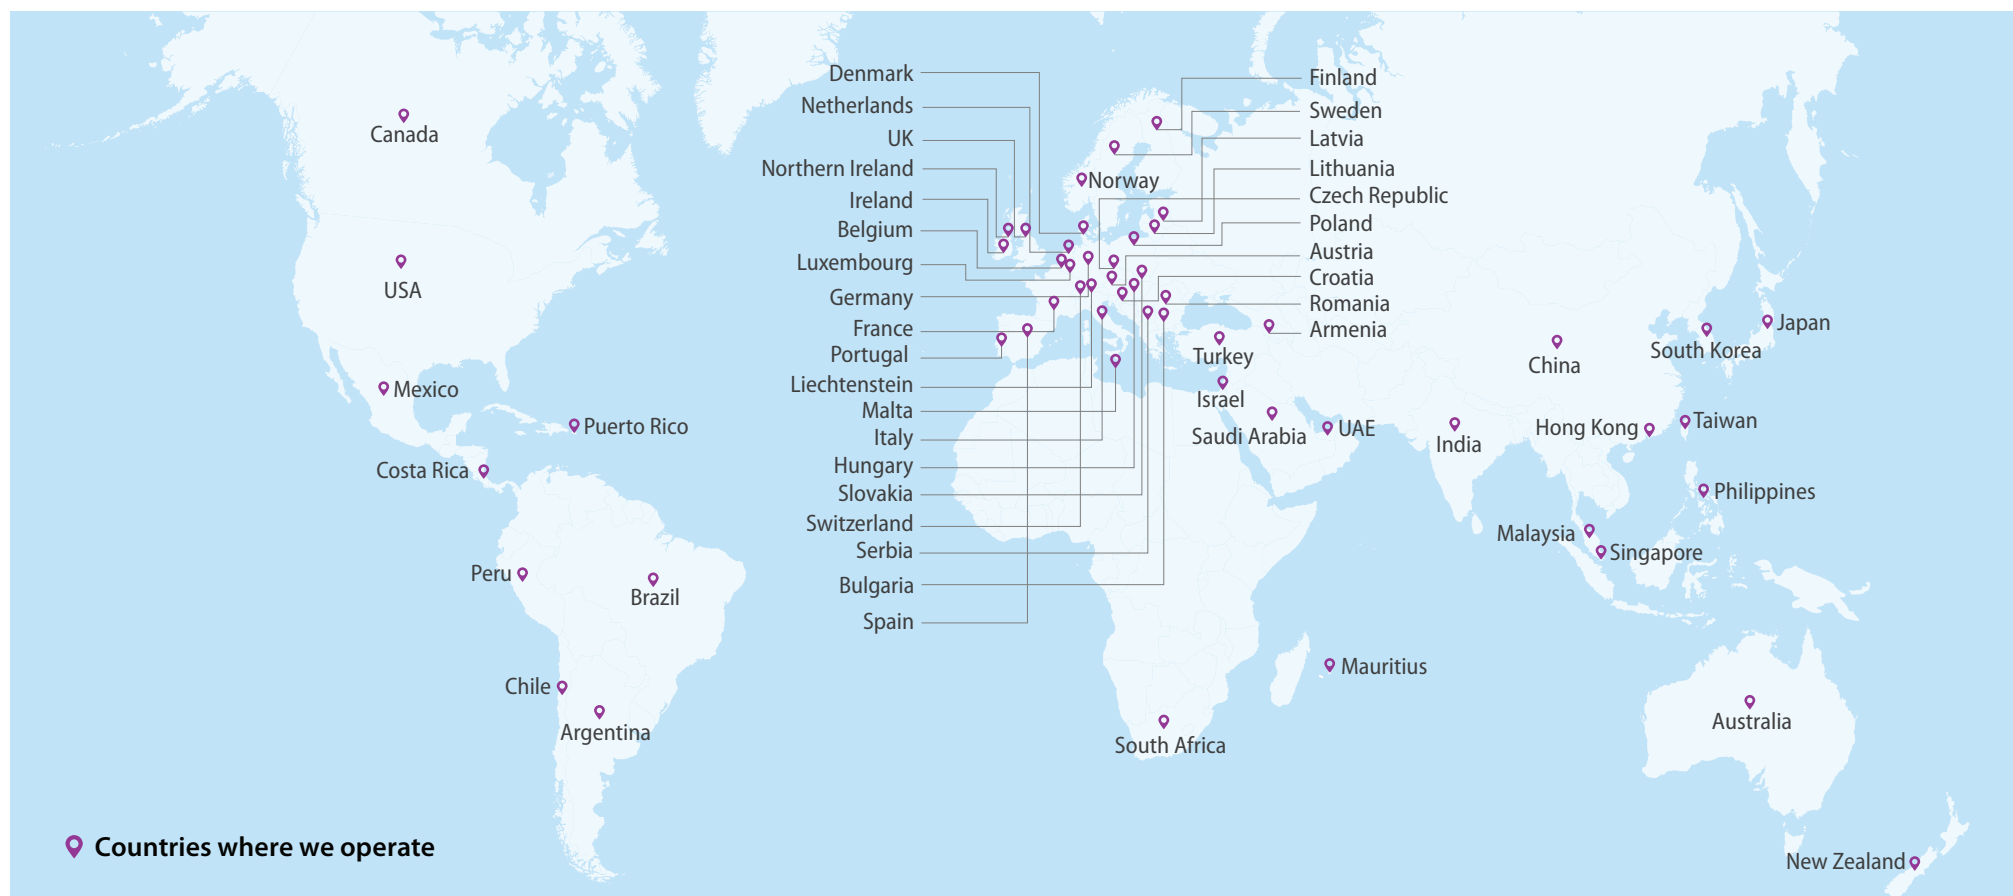 Canada
USA
Mexico
Puerto Rico
Costa Rica
Peru
Brazil
Chile
Argentina
Denmark
Netherlands
UK
Northern Ireland
Ireland
Belgium
Luxembourg
Germany
France
Portugal
Liechtenstein
Malta
Italy
Hungary
Slovakia
Switzerland
Serbia
Bulgaria
Spain
Norway
Finland
Sweden
Latvia
Lithuania
Czech Republic
Poland
Austria
Croatia
Romania
Armenia
Turkey
Israel
Saudi Arabia
UAE
India
China
South Korea
Japan
Hong Kong
Taiwan
Philippines
Malaysia
Singapore
Mauritius
South Africa
Australia
New Zealand
Countries where we operate